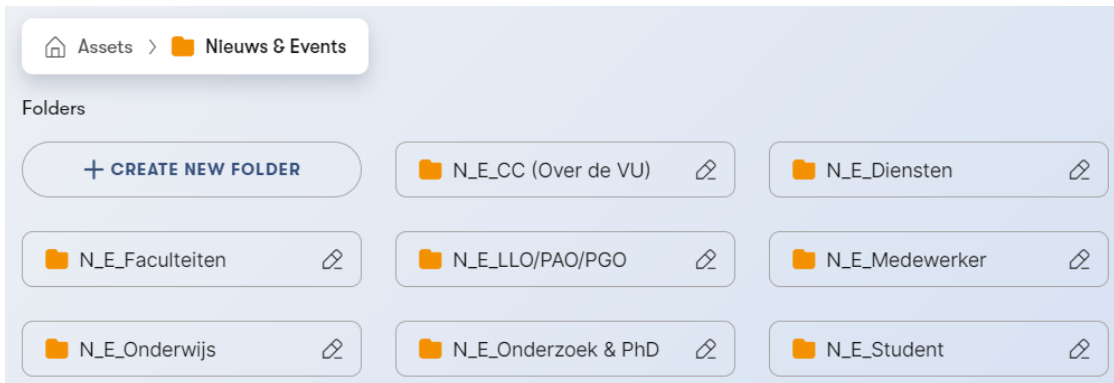 Assets > Nieuws & Events
Folders
+ CREATE NEW FOLDER
N_E_CC (Over de VU)
N_E_Diensten
N_E_Faculteiten
N_E_LLO/PAO/PGO
N_E_Medewerker
N_E_Onderwijs
N_E_Onderzoek & PhD
N_E_Student